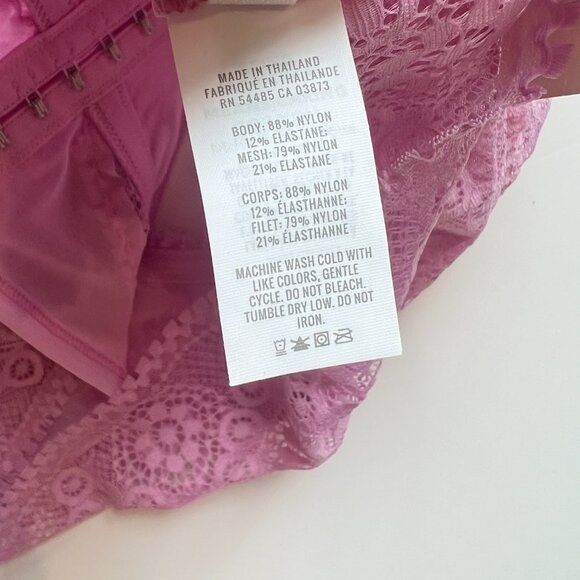 MADE IN THAILAND
FABRIQUÉ EN THAILANDE
RN 54485 CA 03873
BODY: 88% NYLON
12% ELASTANE;
MESH: 79% NYLON
21% ELASTANE
CORPS: 88% NYLON
12% ÉLASTHANNE;
FILET: 79% NYLON
21% ÉLASTHANNE
MACHINE WASH COLD WITH
LIKE COLORS, GENTLE
CYCLE. DO NOT BLEACH.
TUMBLE DRY LOW. DO NOT
IRON.